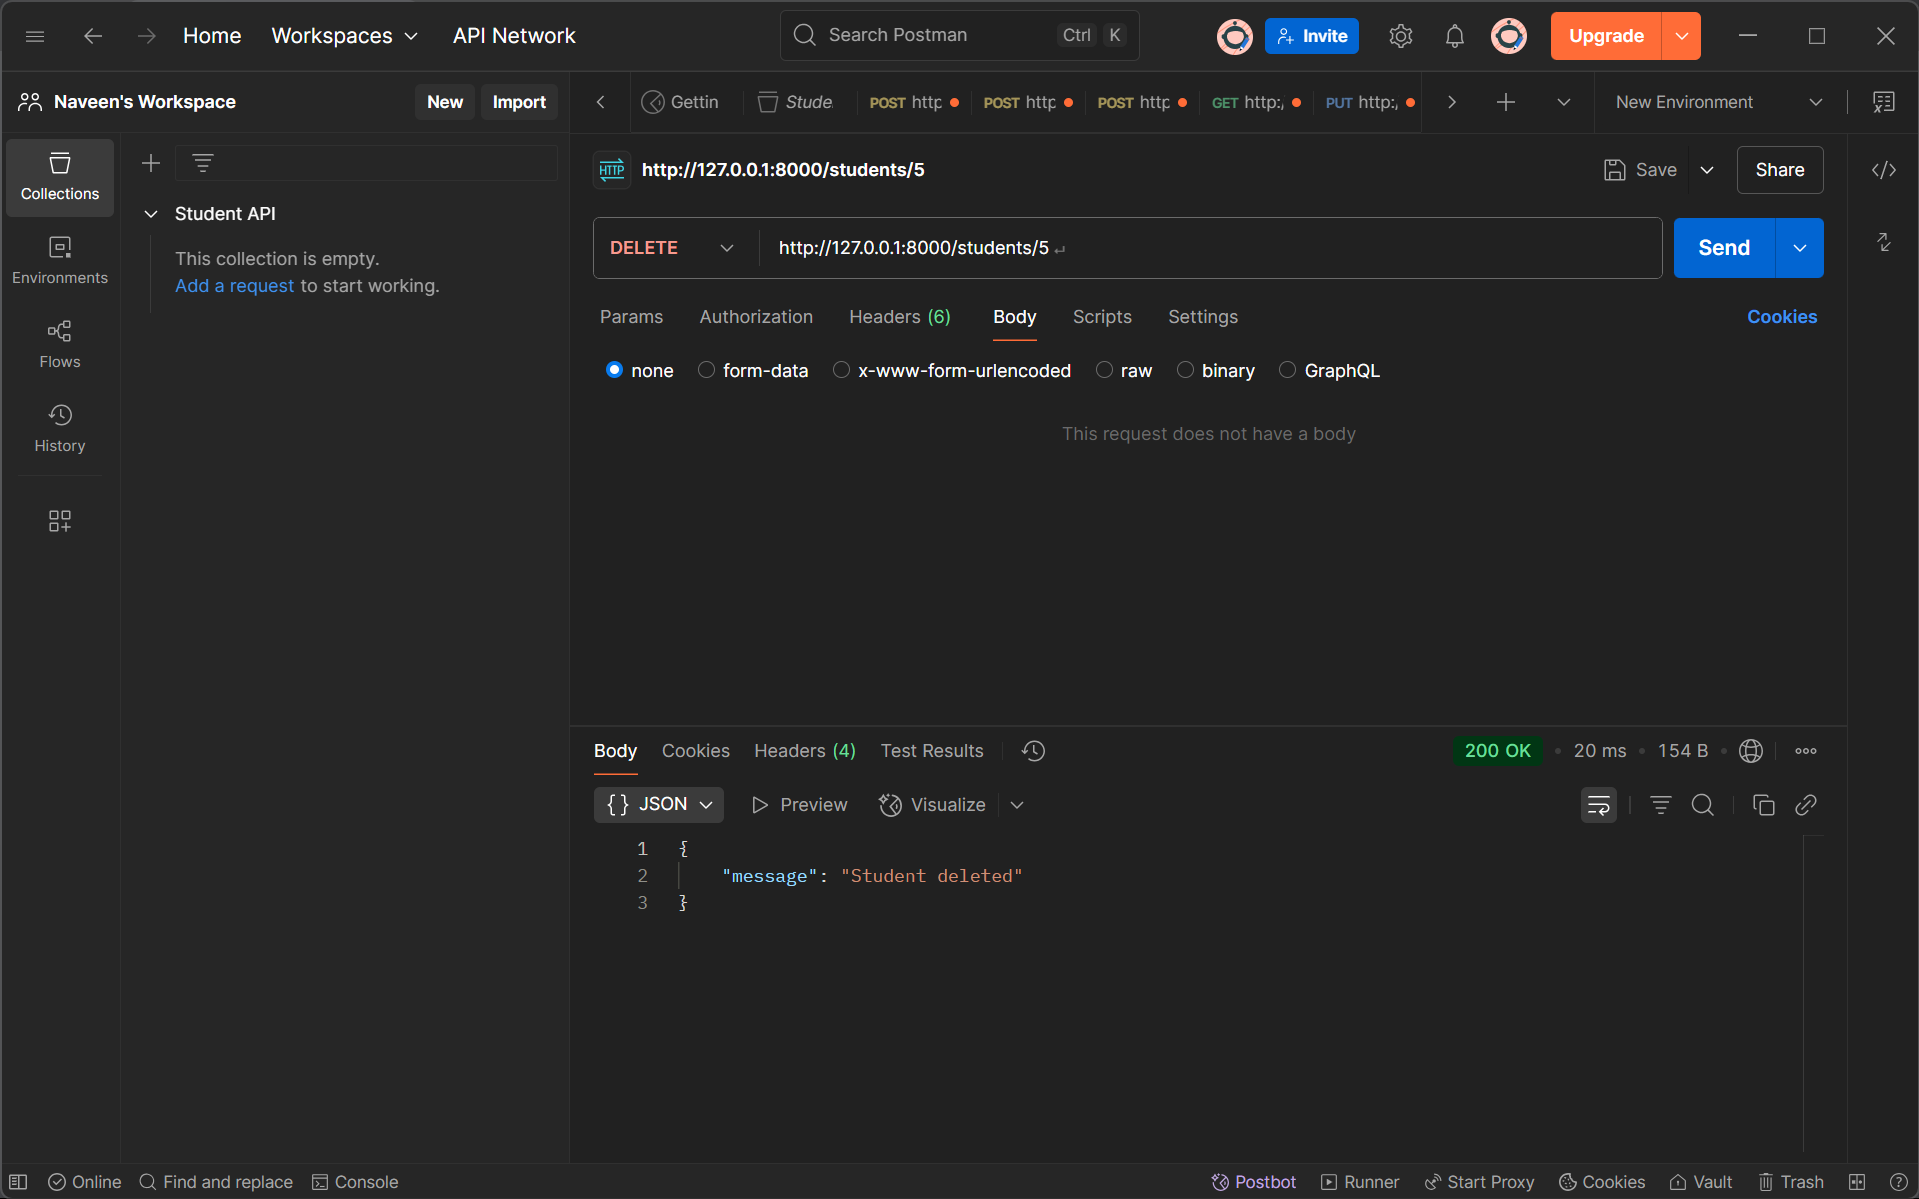 Home Workspaces API Network Search Postman Ctrl K Invite Upgrade
Naveen's Workspace New Import Gettin Stude POST http POST http POST http GET http:/ PUT http:/ New Environment
Collections
Environments
Flows
History
Student API
This collection is empty.
Add a request to start working.
HTTP http://127.0.0.1:8000/students/5 Save Share
DELETE http://127.0.0.1:8000/students/5 Send
Params Authorization Headers (6) Body Scripts Settings Cookies
none form-data x-www-form-urlencoded raw binary GraphQL
This request does not have a body
Body Cookies Headers (4) Test Results 200 OK • 20 ms • 154 B •
{} JSON Preview Visualize
1 {
2 "message": "Student deleted"
3 }
Online Find and replace Console Postbot Runner Start Proxy Cookies Vault Trash